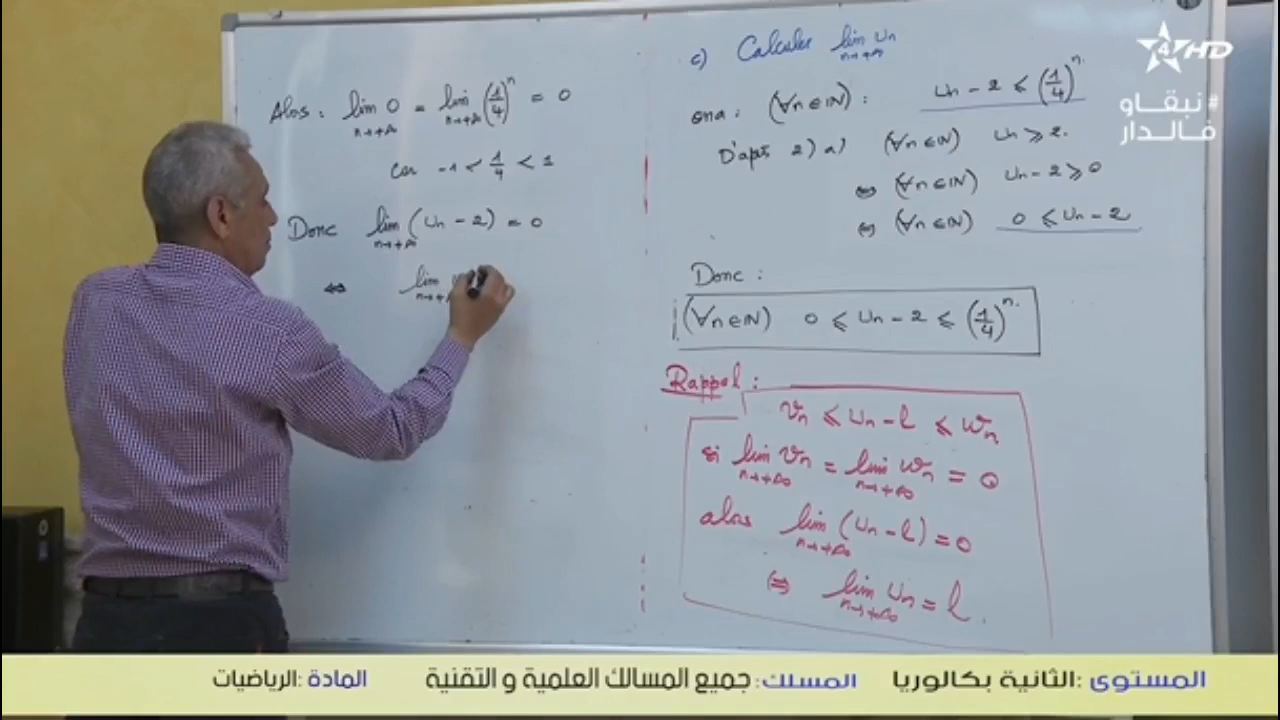 c) Calculer lim Un
n→+∞
ona : (∀n∈ℕ) : Un - 2 ⩽ (1/4)^n.
D'après 2) a) (∀n∈ℕ) Un ⩾ 2.
⇔ (∀n∈ℕ) Un - 2 ⩾ 0
⇔ (∀n∈ℕ) 0 ⩽ Un - 2
Donc :
(∀n∈ℕ) 0 ⩽ Un - 2 ⩽ (1/4)^n.
Rappel :
Vn ⩽ Un - l ⩽ Wn
si lim Vn = lim Wn = 0
n→+∞ n→+∞
alors lim (Un - l) = 0
n→+∞
⇔ lim Un = l.
n→+∞
Alors : lim 0 = lim (1/4)^n = 0
n→+∞ n→+∞
car -1 < 1/4 < 1
Donc lim (Un - 2) = 0
n→+∞
⇔ lim
4 HD
#نبقاو
فالدار
المستوى :الثانية بكالوريا المسلك: جميع المسالك العلمية و التقنية المادة :الرياضيات